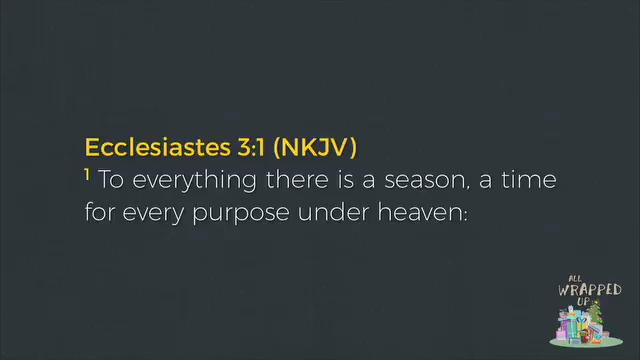 Ecclesiastes 3:1 (NKJV)
1 To everything there is a season, a time
for every purpose under heaven:
ALL
WRAPPED
UP